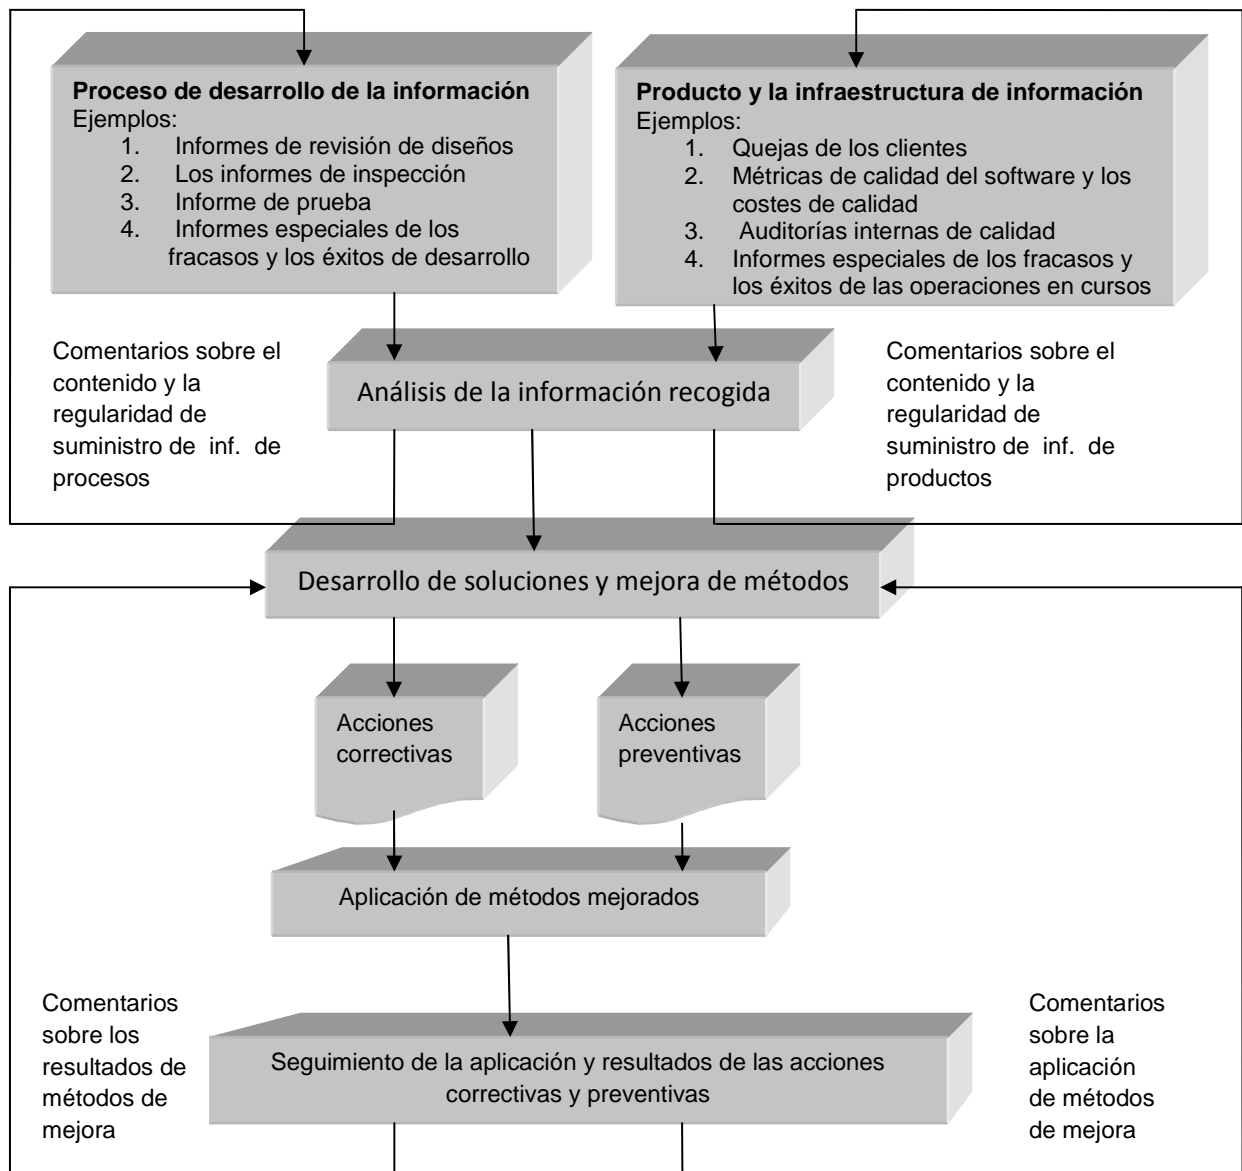 Proceso de desarrollo de la información
Ejemplos:
1. Informes de revisión de diseños
2. Los informes de inspección
3. Informe de prueba
4. Informes especiales de los
fracasos y los éxitos de desarrollo
Producto y la infraestructura de información
Ejemplos:
1. Quejas de los clientes
2. Métricas de calidad del software y los
costes de calidad
3. Auditorías internas de calidad
4. Informes especiales de los fracasos y
los éxitos de las operaciones en cursos
Comentarios sobre el
contenido y la
regularidad de
suministro de inf. de
procesos
Análisis de la información recogida
Comentarios sobre el
contenido y la
regularidad de
suministro de inf. de
productos
Desarrollo de soluciones y mejora de métodos
Acciones
correctivas
Acciones
preventivas
Aplicación de métodos mejorados
Comentarios
sobre los
resultados de
métodos de
mejora
Seguimiento de la aplicación y resultados de las acciones
correctivas y preventivas
Comentarios
sobre la
aplicación
de métodos
de mejora